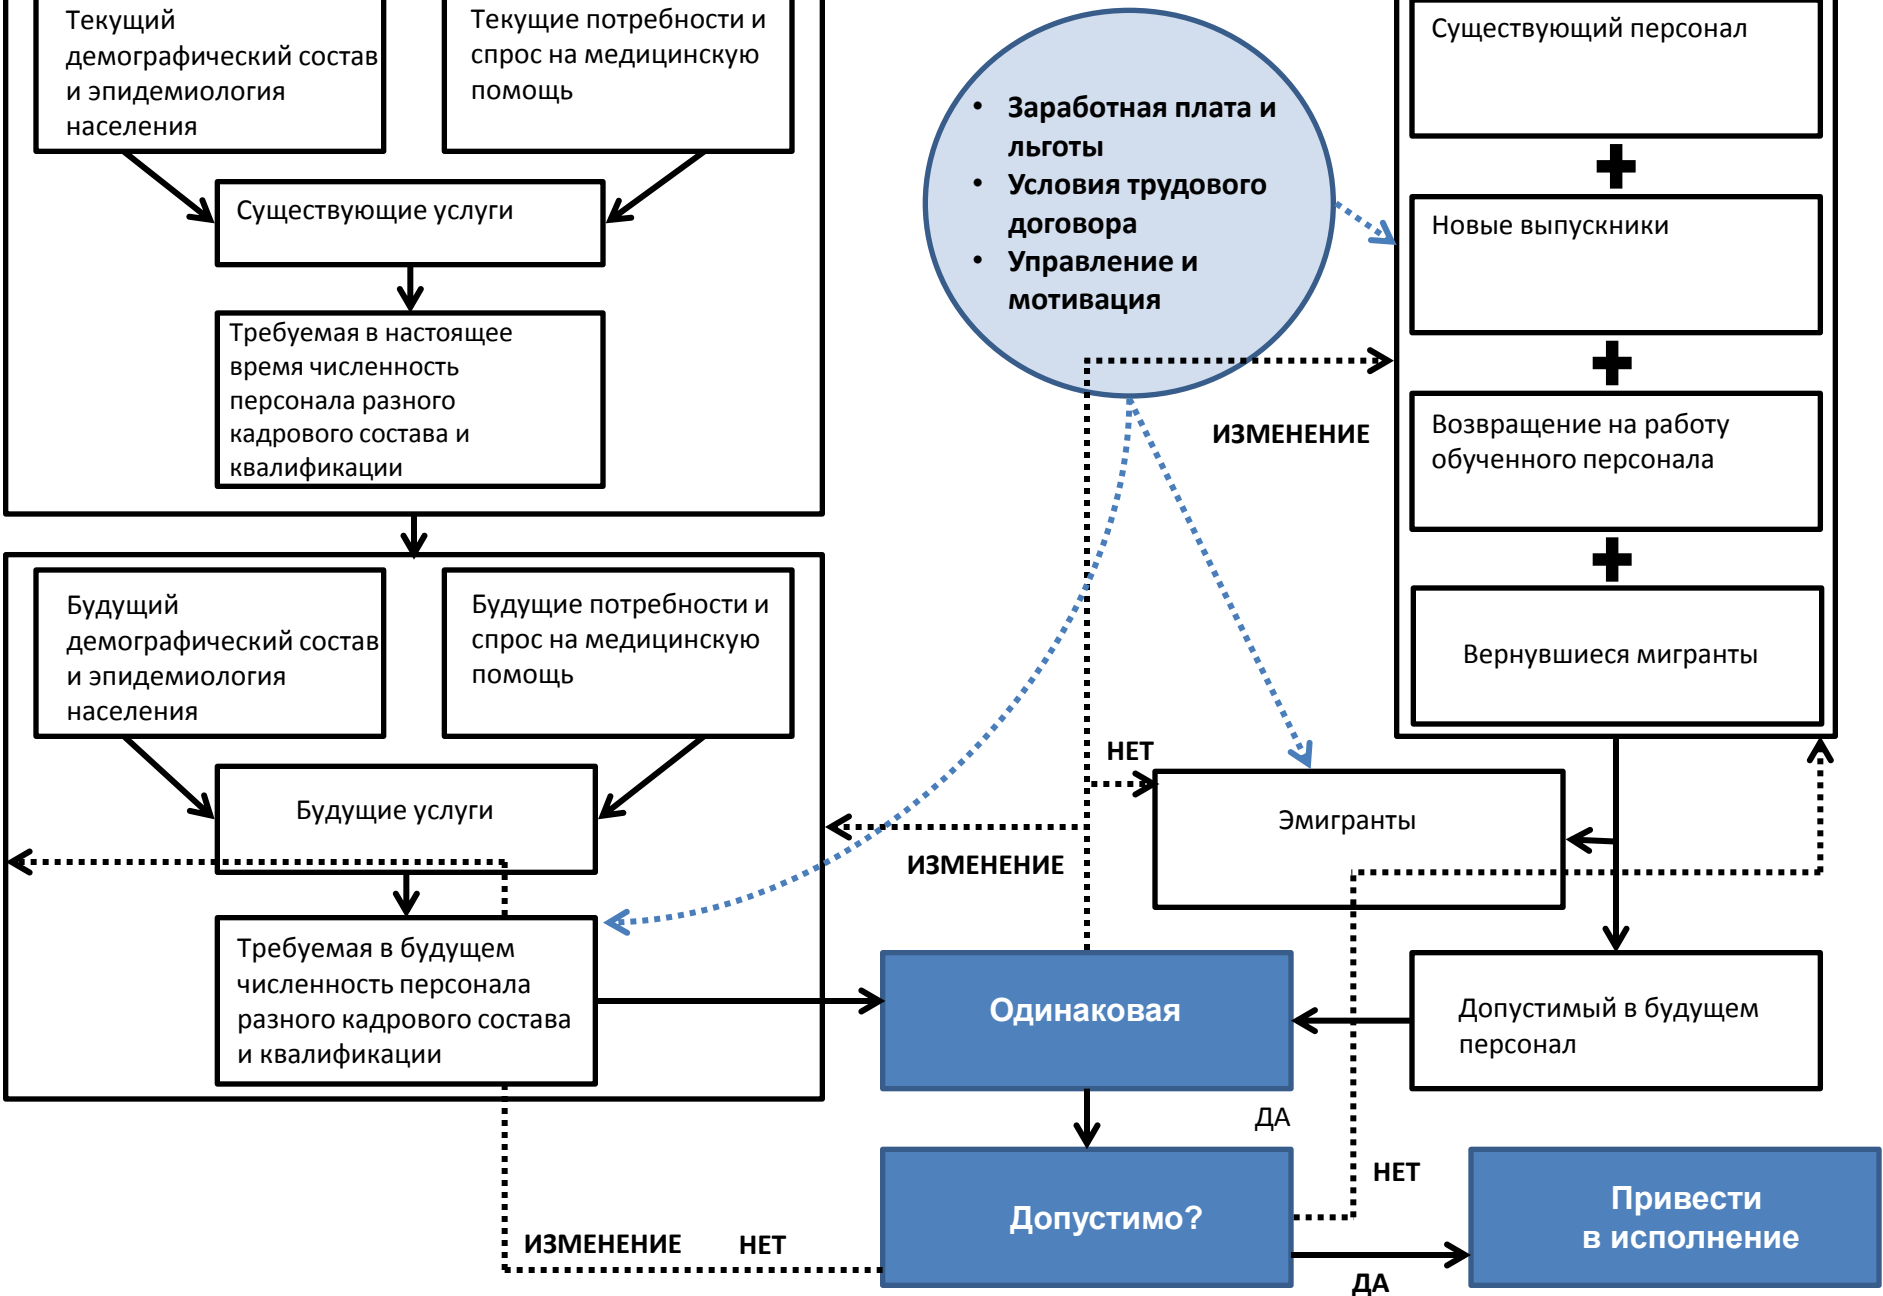 Текущий
демографический состав
и эпидемиология
населения
Текущие потребности и
спрос на медицинскую
помощь
Существующие услуги
Требуемая в настоящее
время численность
персонала разного
кадрового состава и
квалификации
• Заработная плата и
льготы
• Условия трудового
договора
• Управление и
мотивация
Существующий персонал
Новые выпускники
Возвращение на работу
обученного персонала
Вернувшиеся мигранты
ИЗМЕНЕНИЕ
Будущий
демографический состав
и эпидемиология
населения
Будущие потребности и
спрос на медицинскую
помощь
Будущие услуги
Требуемая в будущем
численность персонала
разного кадрового состава
и квалификации
НЕТ
ИЗМЕНЕНИЕ
Эмигранты
Одинаковая
Допустимый в будущем
персонал
ДА
Допустимо?
НЕТ
Привести
в исполнение
ИЗМЕНЕНИЕ НЕТ
ДА